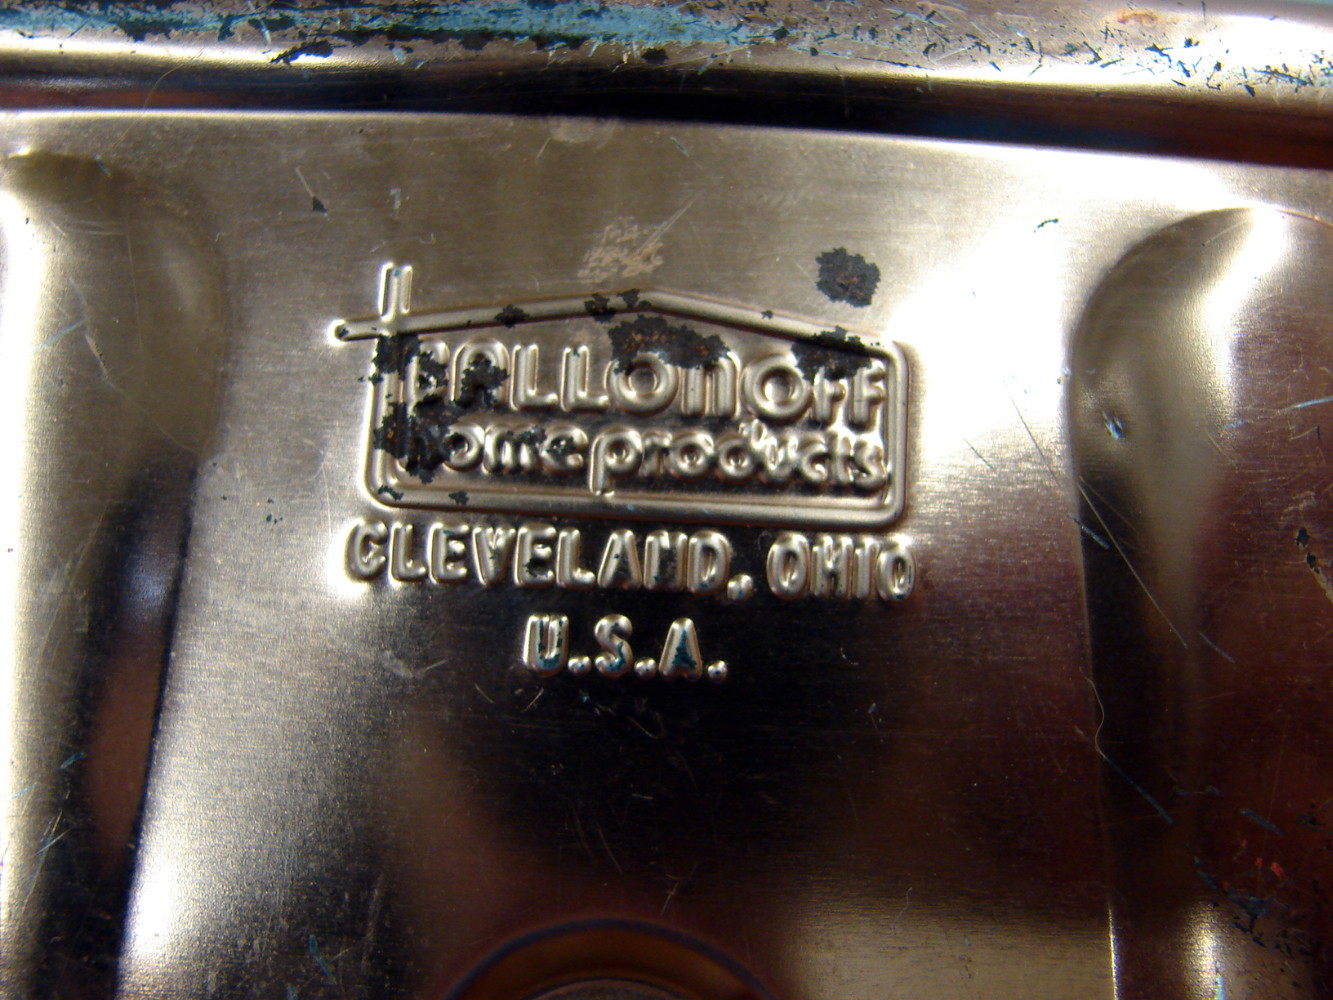 BALLONOFF
home products
CLEVELAND, OHIO
U.S.A.